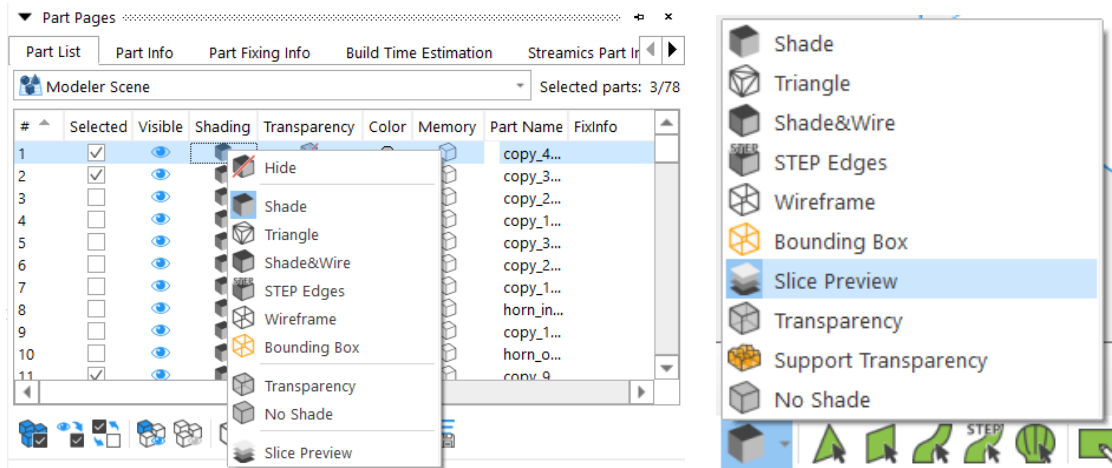 Part Pages
Part List Part Info Part Fixing Info Build Time Estimation Streamics Part Ir
Modeler Scene Selected parts: 3/78
# Selected Visible Shading Transparency Color Memory Part Name FixInfo
1 copy_4...
2 copy_3...
3 copy_2...
4 copy_1...
5 copy_3...
6 copy_2...
7 copy_1...
8 horn_in...
9 copy_1...
10 horn_o...
11 copy_9
Hide
Shade
Triangle
Shade&Wire
STEP Edges
Wireframe
Bounding Box
Transparency
No Shade
Slice Preview
Shade
Triangle
Shade&Wire
STEP STEP Edges
Wireframe
Bounding Box
Slice Preview
Transparency
Support Transparency
No Shade
STEP